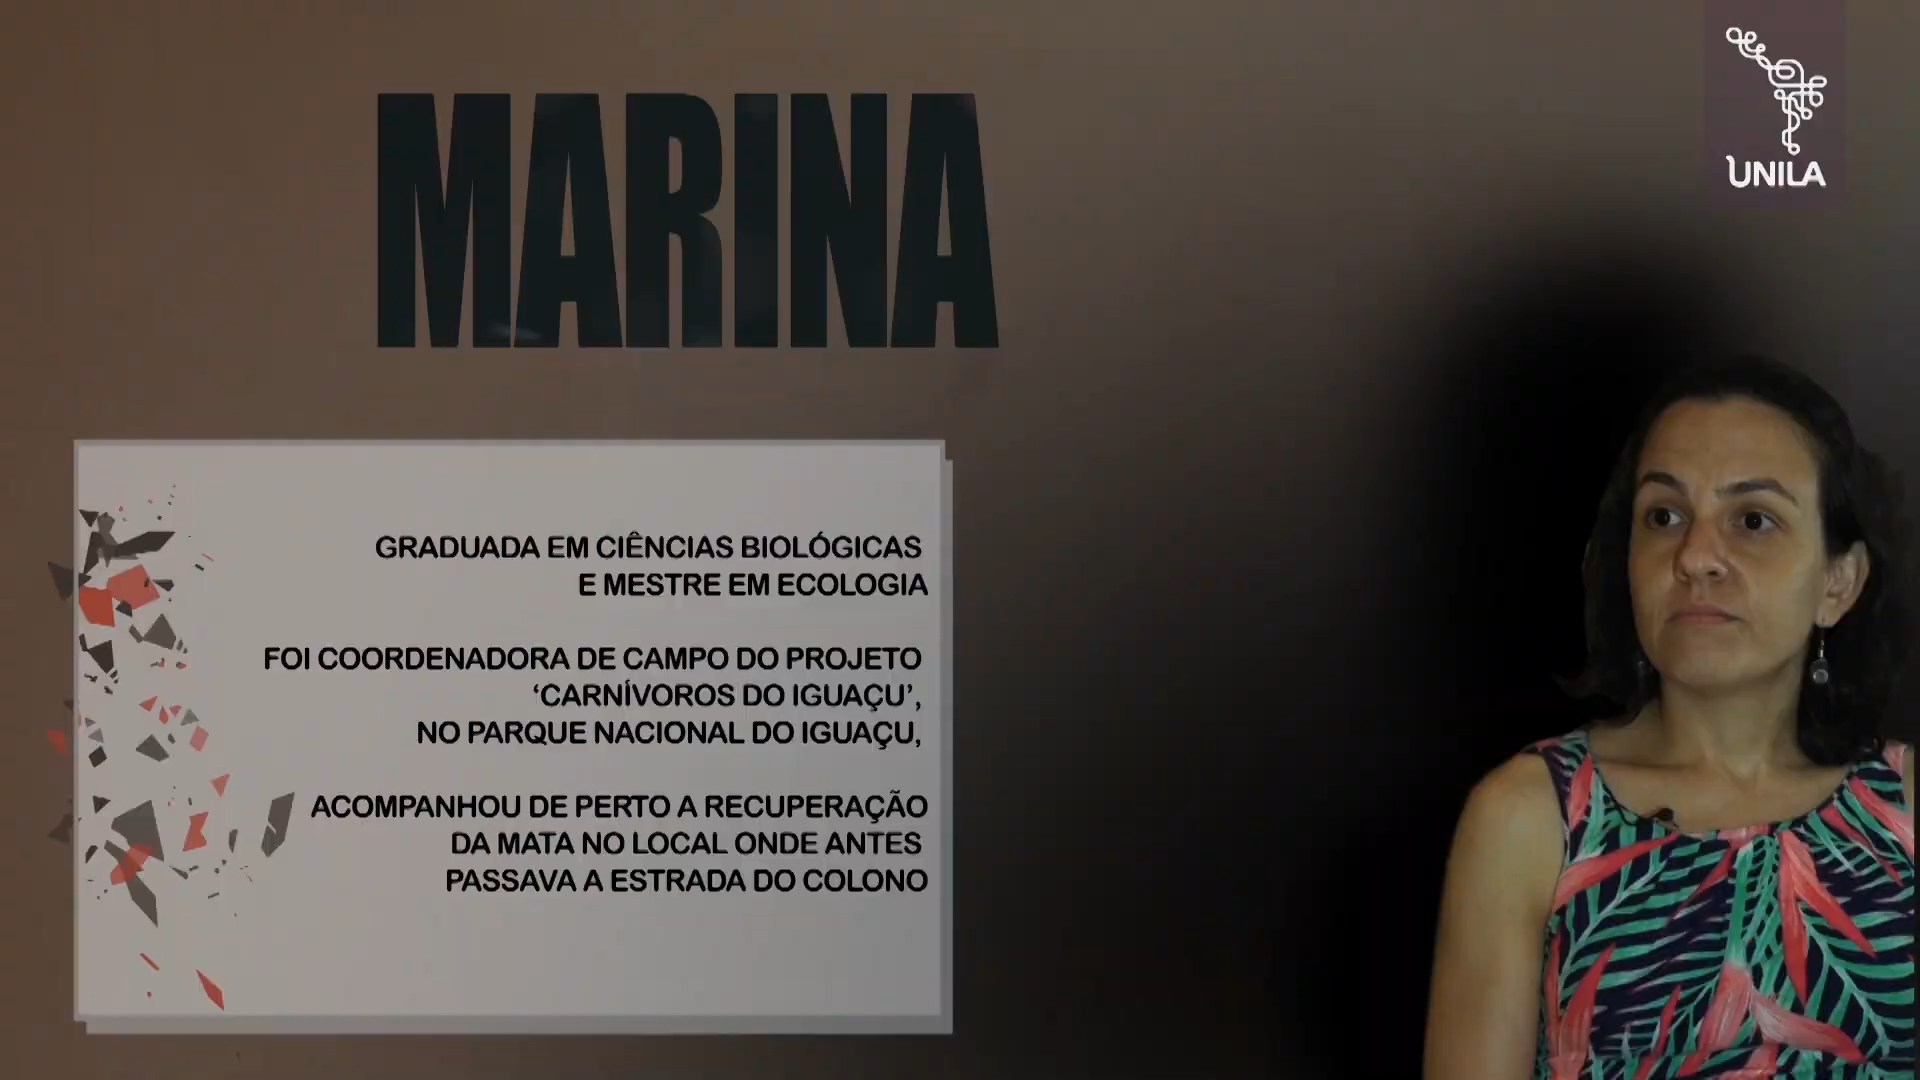 UNILA
MARINA
GRADUADA EM CIÊNCIAS BIOLÓGICAS
E MESTRE EM ECOLOGIA
FOI COORDENADORA DE CAMPO DO PROJETO
‘CARNÍVOROS DO IGUAÇU’,
NO PARQUE NACIONAL DO IGUAÇU,
ACOMPANHOU DE PERTO A RECUPERAÇÃO
DA MATA NO LOCAL ONDE ANTES
PASSAVA A ESTRADA DO COLONO